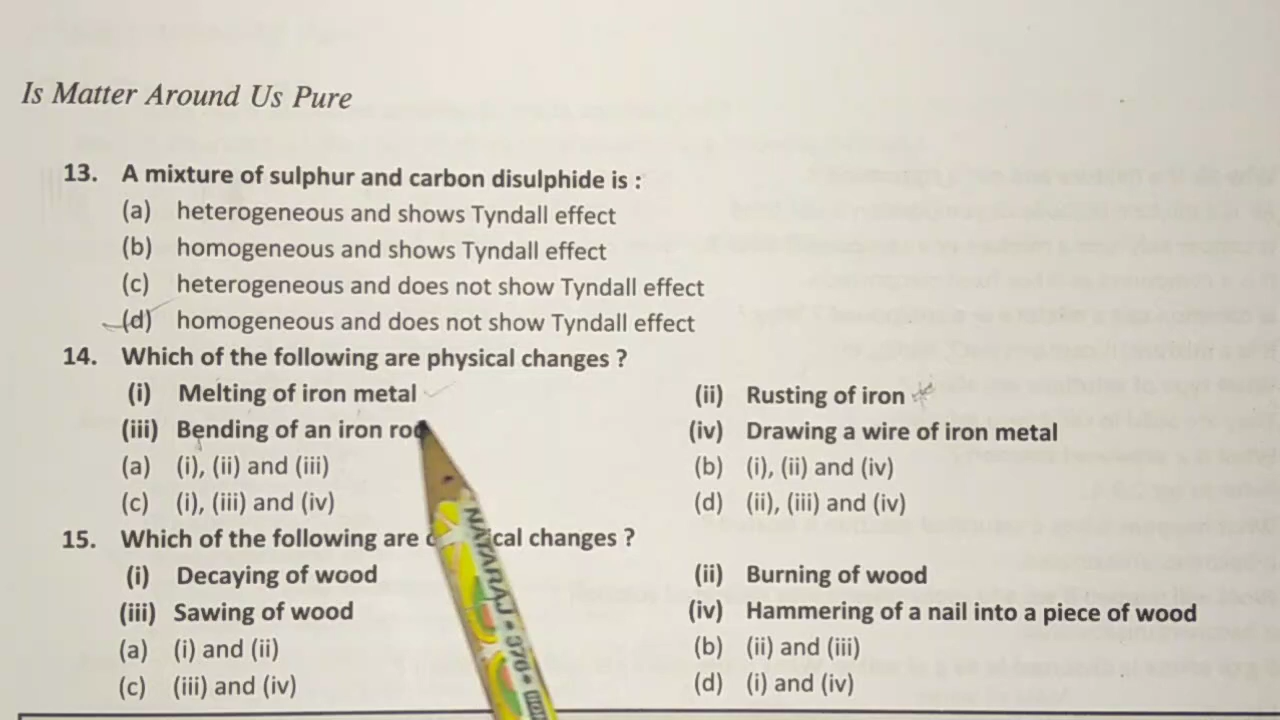 Is Matter Around Us Pure
13. A mixture of sulphur and carbon disulphide is :
(a) heterogeneous and shows Tyndall effect
(b) homogeneous and shows Tyndall effect
(c) heterogeneous and does not show Tyndall effect
(d) homogeneous and does not show Tyndall effect
14. Which of the following are physical changes ?
(i) Melting of iron metal (ii) Rusting of iron
(iii) Bending of an iron (iv) Drawing a wire of iron metal
(a) (i), (ii) and (iii) (b) (i), (ii) and (iv)
(c) (i), (iii) and (iv) (d) (ii), (iii) and (iv)
15. Which of the following are changes ?
(i) Decaying of wood (ii) Burning of wood
(iii) Sawing of wood (iv) Hammering of a nail into a piece of wood
(a) (i) and (ii) (b) (ii) and (iii)
(c) (iii) and (iv) (d) (i) and (iv)
NATARAJ